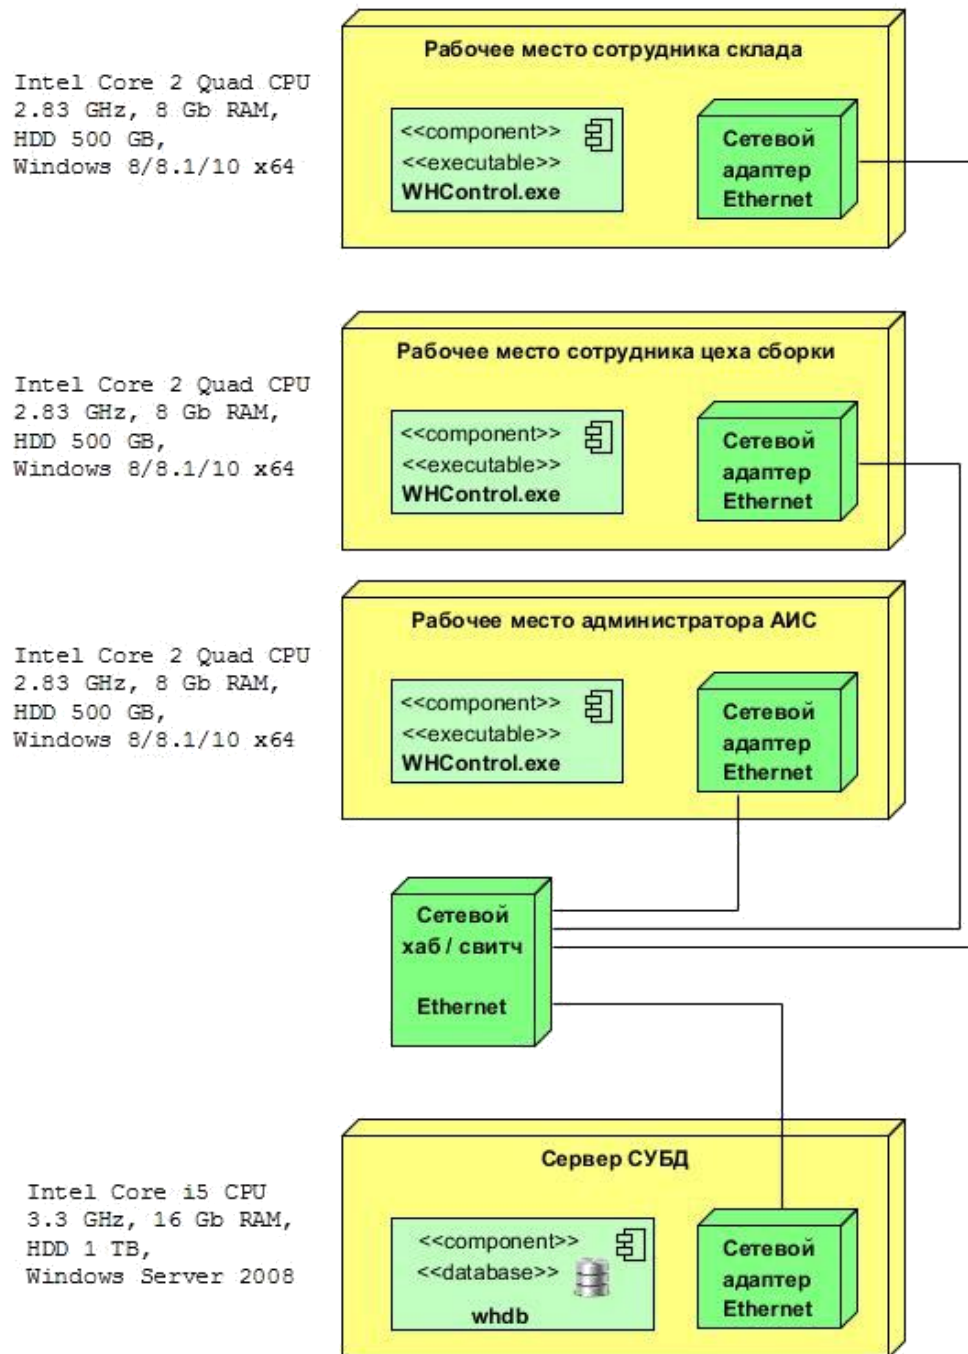 Рабочее место сотрудника склада
Intel Core 2 Quad CPU
2.83 GHz, 8 Gb RAM,
HDD 500 GB,
Windows 8/8.1/10 x64
<<component>>
<<executable>>
WHControl.exe
Сетевой
адаптер
Ethernet
Рабочее место сотрудника цеха сборки
Intel Core 2 Quad CPU
2.83 GHz, 8 Gb RAM,
HDD 500 GB,
Windows 8/8.1/10 x64
<<component>>
<<executable>>
WHControl.exe
Сетевой
адаптер
Ethernet
Рабочее место администратора АИС
Intel Core 2 Quad CPU
2.83 GHz, 8 Gb RAM,
HDD 500 GB,
Windows 8/8.1/10 x64
<<component>>
<<executable>>
WHControl.exe
Сетевой
адаптер
Ethernet
Сетевой
хаб / свитч
Ethernet
Сервер СУБД
Intel Core i5 CPU
3.3 GHz, 16 Gb RAM,
HDD 1 TB,
Windows Server 2008
<<component>>
<<database>>
whdb
Сетевой
адаптер
Ethernet